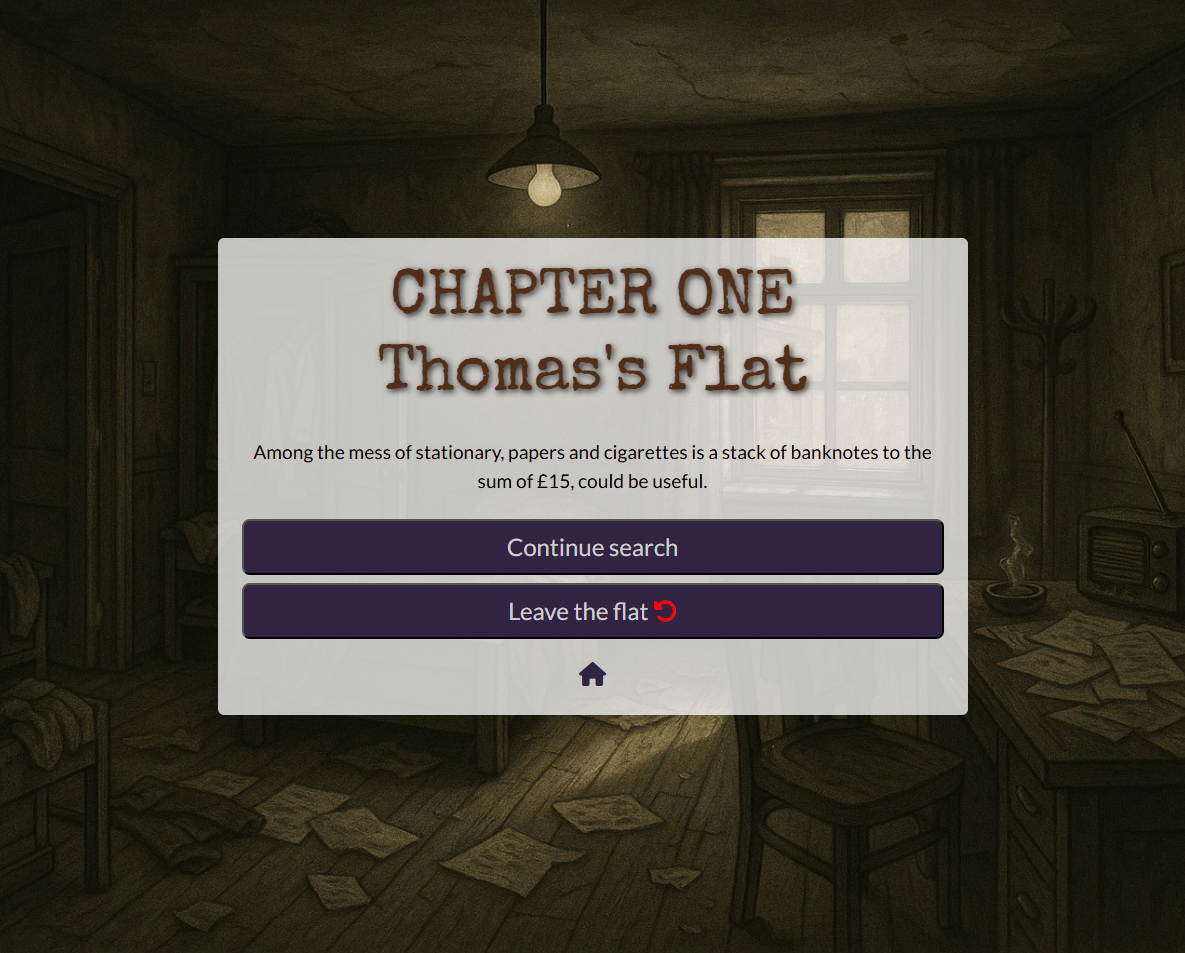 CHAPTER ONE
Thomas's Flat
Among the mess of stationary, papers and cigarettes is a stack of banknotes to the
sum of £15, could be useful.
Continue search
Leave the flat